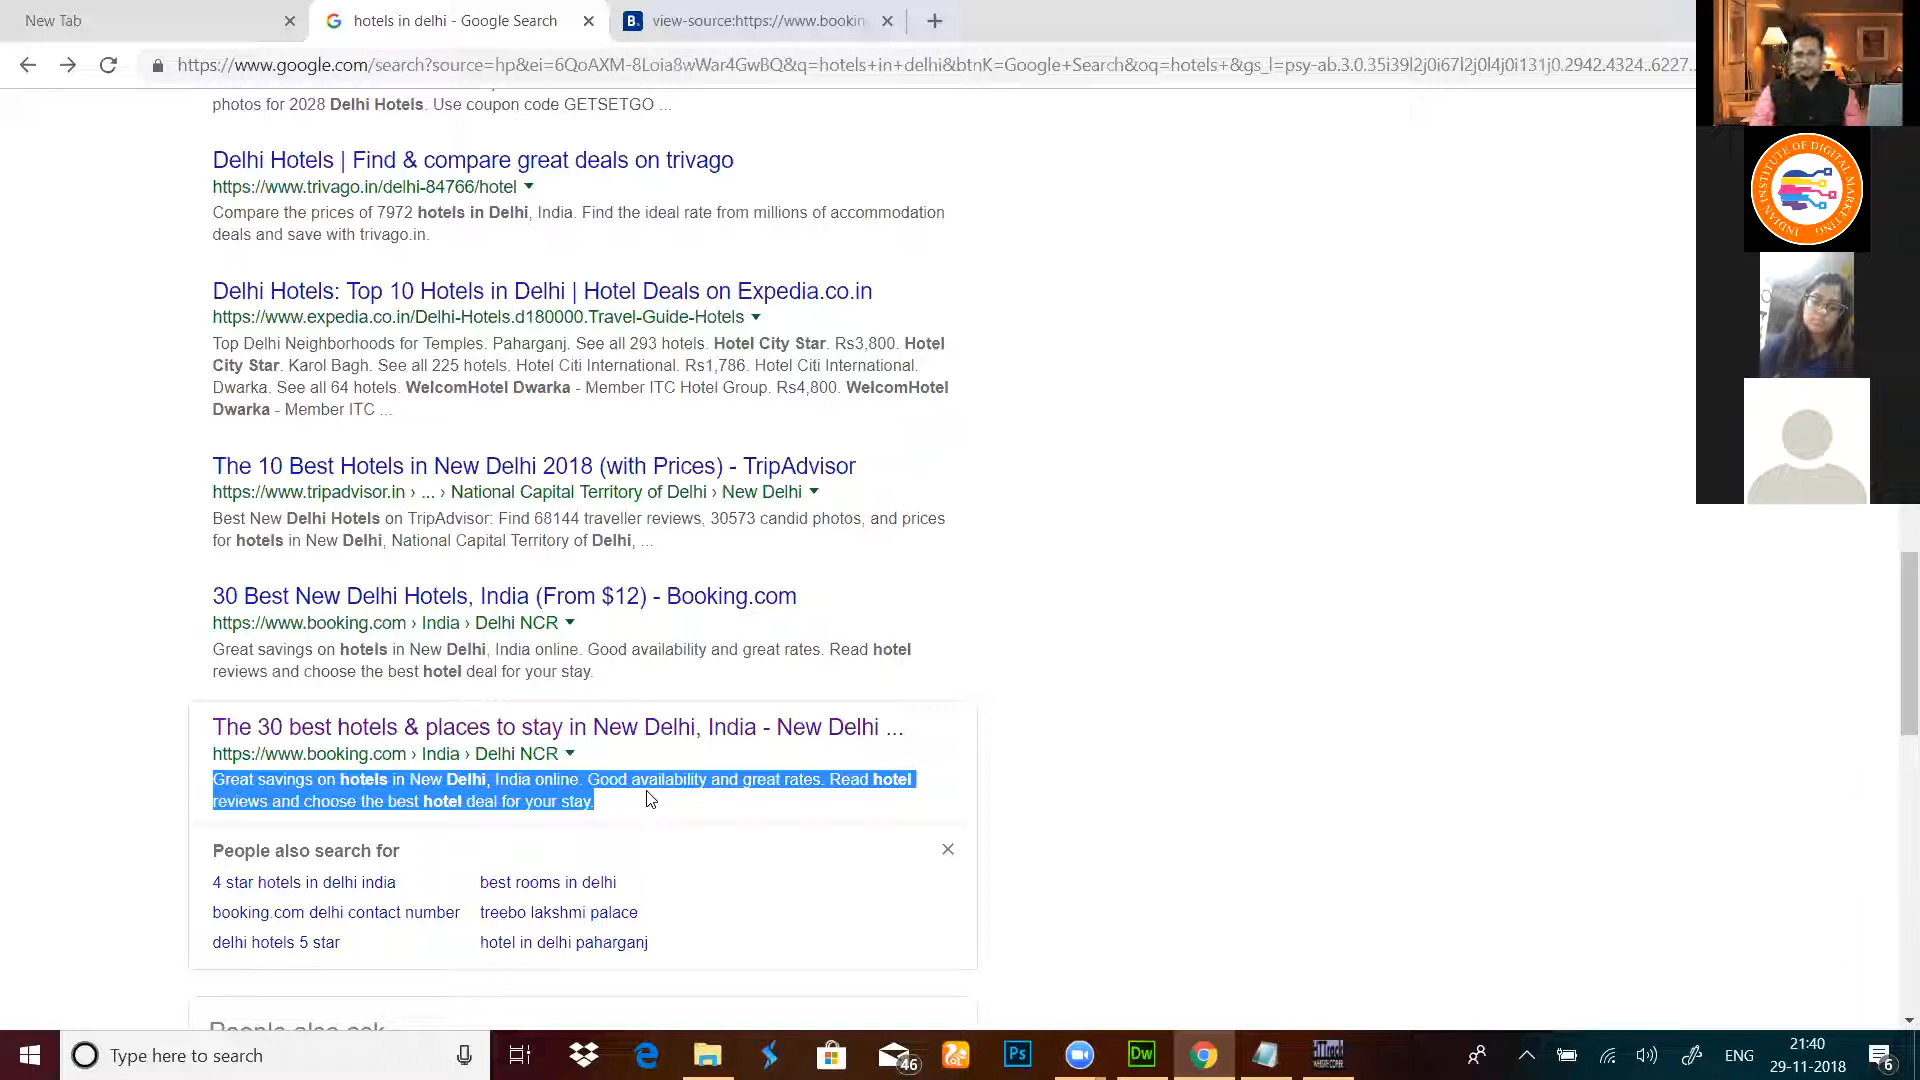 New Tab
hotels in delhi - Google Search
B. view-source:https://www.bookin
https://www.google.com/search?source=hp&ei=6QoAXM-8Loia8wWar4GwBQ&q=hotels+in+delhi&btnK=Google+Search&oq=hotels+&gs_l=psy-ab.3.0.35i39l2j0i67l2j0l4j0i131j0.2942.4324..6227...
photos for 2028 Delhi Hotels. Use coupon code GETSETGO ...
Delhi Hotels | Find & compare great deals on trivago
https://www.trivago.in/delhi-84766/hotel
Compare the prices of 7972 hotels in Delhi, India. Find the ideal rate from millions of accommodation
deals and save with trivago.in.
Delhi Hotels: Top 10 Hotels in Delhi | Hotel Deals on Expedia.co.in
https://www.expedia.co.in/Delhi-Hotels.d180000.Travel-Guide-Hotels
Top Delhi Neighborhoods for Temples. Paharganj. See all 293 hotels. Hotel City Star. Rs3,800. Hotel
City Star. Karol Bagh. See all 225 hotels. Hotel Citi International. Rs1,786. Hotel Citi International.
Dwarka. See all 64 hotels. WelcomHotel Dwarka - Member ITC Hotel Group. Rs4,800. WelcomHotel
Dwarka - Member ITC ...
The 10 Best Hotels in New Delhi 2018 (with Prices) - TripAdvisor
https://www.tripadvisor.in › ... › National Capital Territory of Delhi › New Delhi
Best New Delhi Hotels on TripAdvisor: Find 68144 traveller reviews, 30573 candid photos, and prices
for hotels in New Delhi, National Capital Territory of Delhi, ...
30 Best New Delhi Hotels, India (From $12) - Booking.com
https://www.booking.com › India › Delhi NCR
Great savings on hotels in New Delhi, India online. Good availability and great rates. Read hotel
reviews and choose the best hotel deal for your stay.
The 30 best hotels & places to stay in New Delhi, India - New Delhi ...
https://www.booking.com › India › Delhi NCR
Great savings on hotels in New Delhi, India online. Good availability and great rates. Read hotel
reviews and choose the best hotel deal for your stay.
People also search for
4 star hotels in delhi india
best rooms in delhi
booking.com delhi contact number
treebo lakshmi palace
delhi hotels 5 star
hotel in delhi paharganj
People also ask
INDIAN INSTITUTE OF DIGITAL MARKETING
Type here to search
46
Ps
Dw
HTTrack
WEBSITE COPIER
ENG
21:40
29-11-2018
6